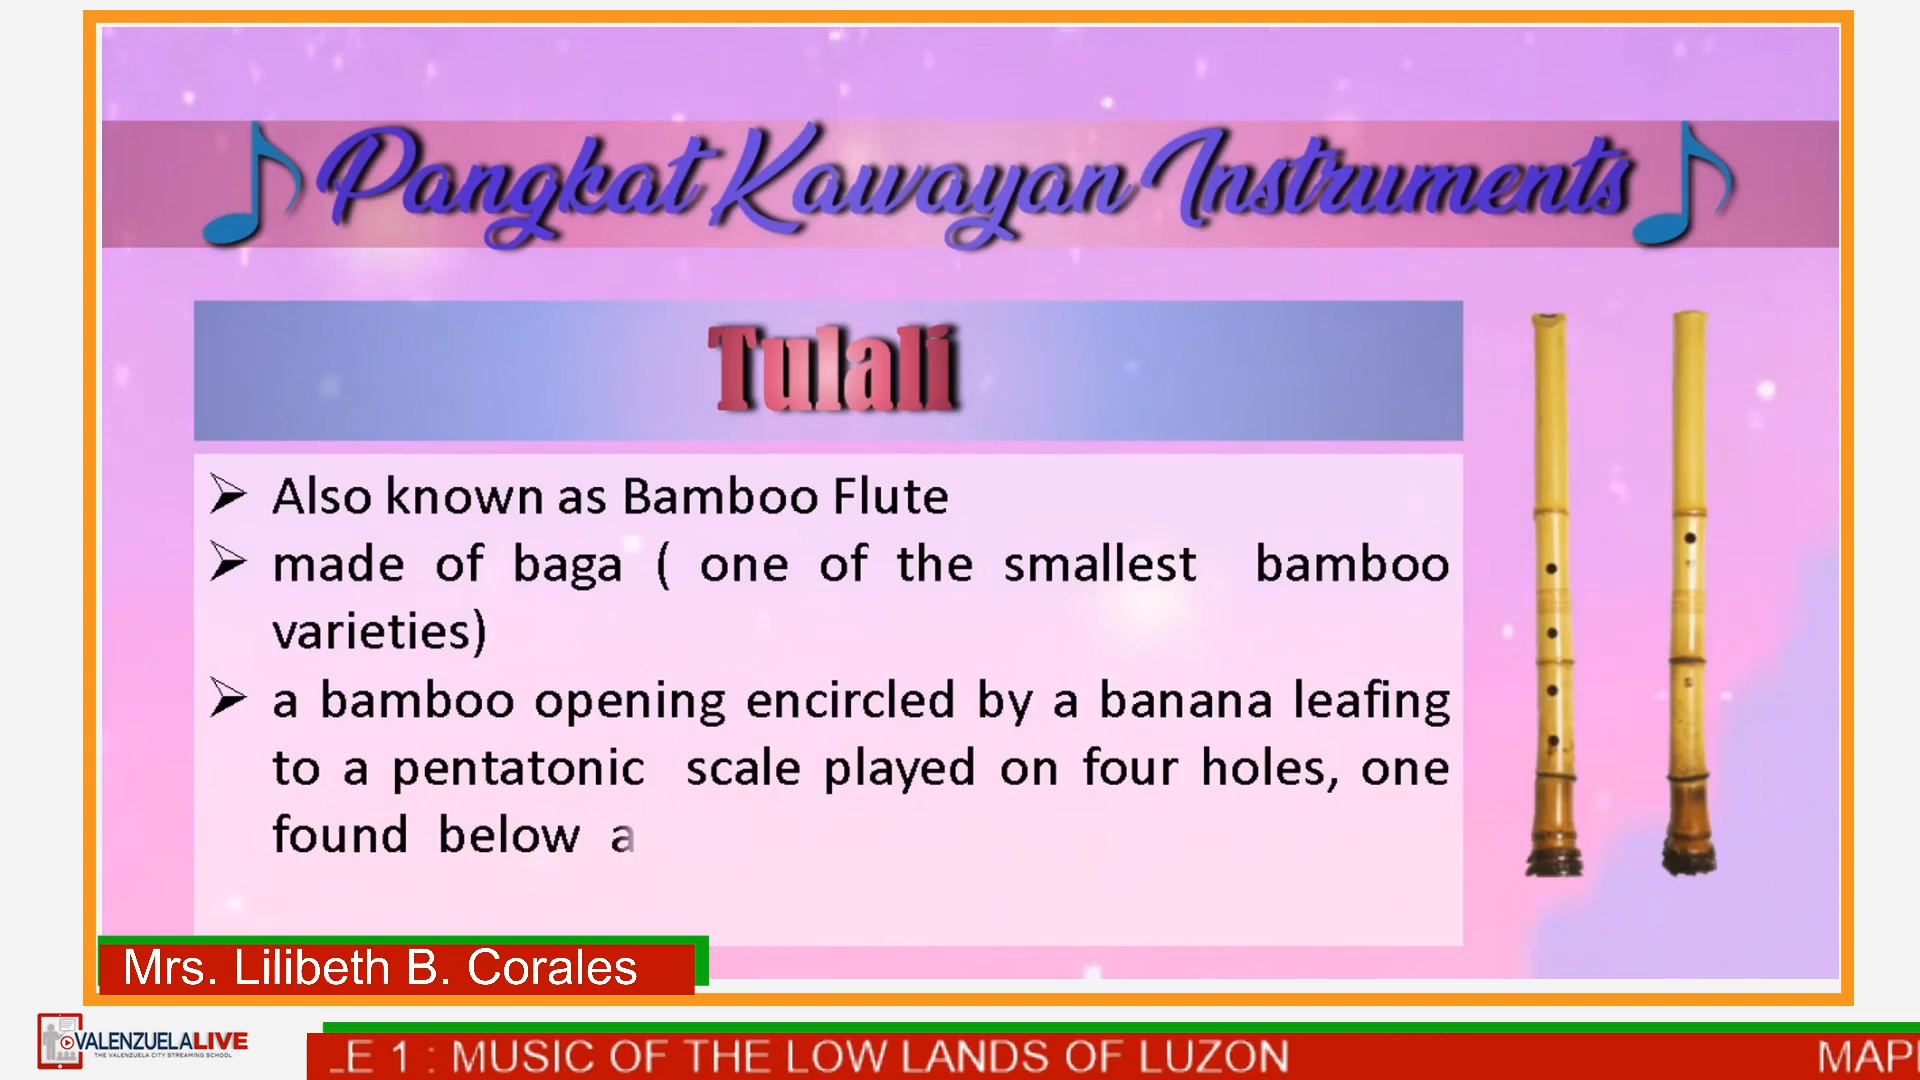 Pangkat Kawayan Instruments
Tulali
Also known as Bamboo Flute
made of baga ( one of the smallest bamboo
varieties)
a bamboo opening encircled by a banana leafing
to a pentatonic scale played on four holes, one
found below a
Mrs. Lilibeth B. Corales
VALENZUELALIVE
THE VALENZUELA CITY STREAMING SCHOOL
LE 1 : MUSIC OF THE LOW LANDS OF LUZON
MAP